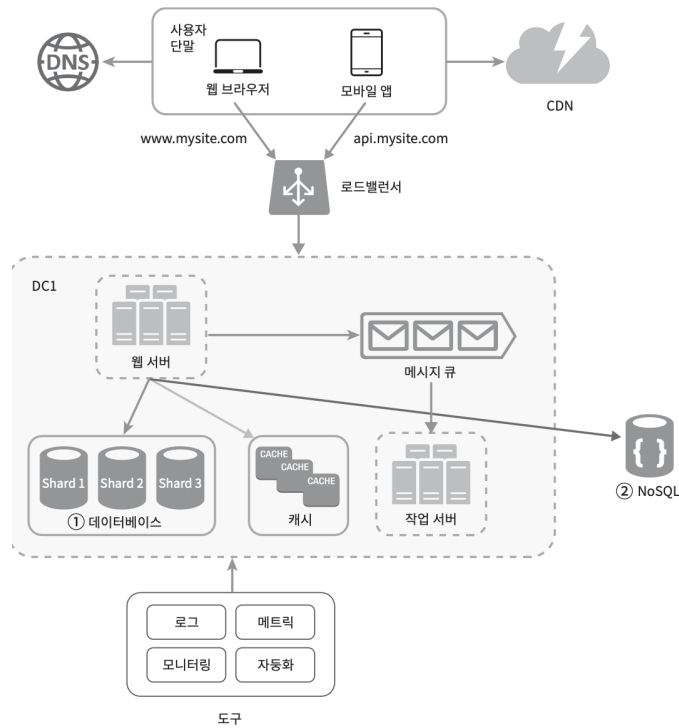 사용자
단말
DNS
웹 브라우저
모바일 앱
CDN
www.mysite.com
api.mysite.com
로드밸런서
DC1
웹 서버
메시지 큐
Shard 1
Shard 2
Shard 3
① 데이터베이스
CACHE
CACHE
CACHE
캐시
작업 서버
{ }
② NoSQL
로그
메트릭
모니터링
자동화
도구